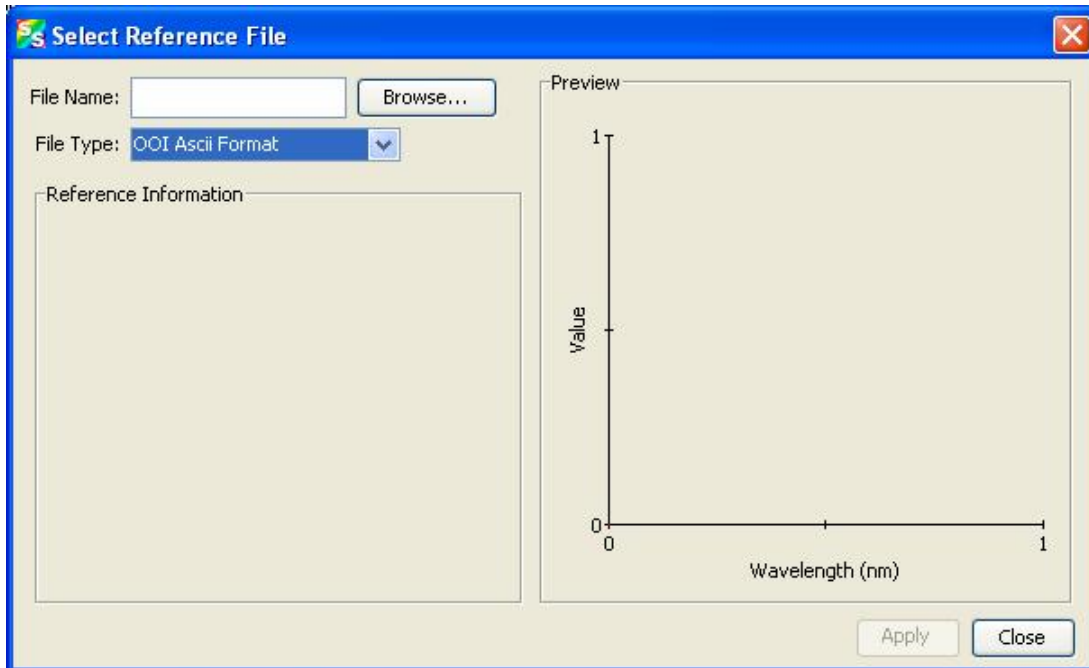 SS Select Reference File
File Name: Browse...
File Type: OOI Ascii Format
Reference Information
Preview
1
Value
0
0 1
Wavelength (nm)
Apply Close